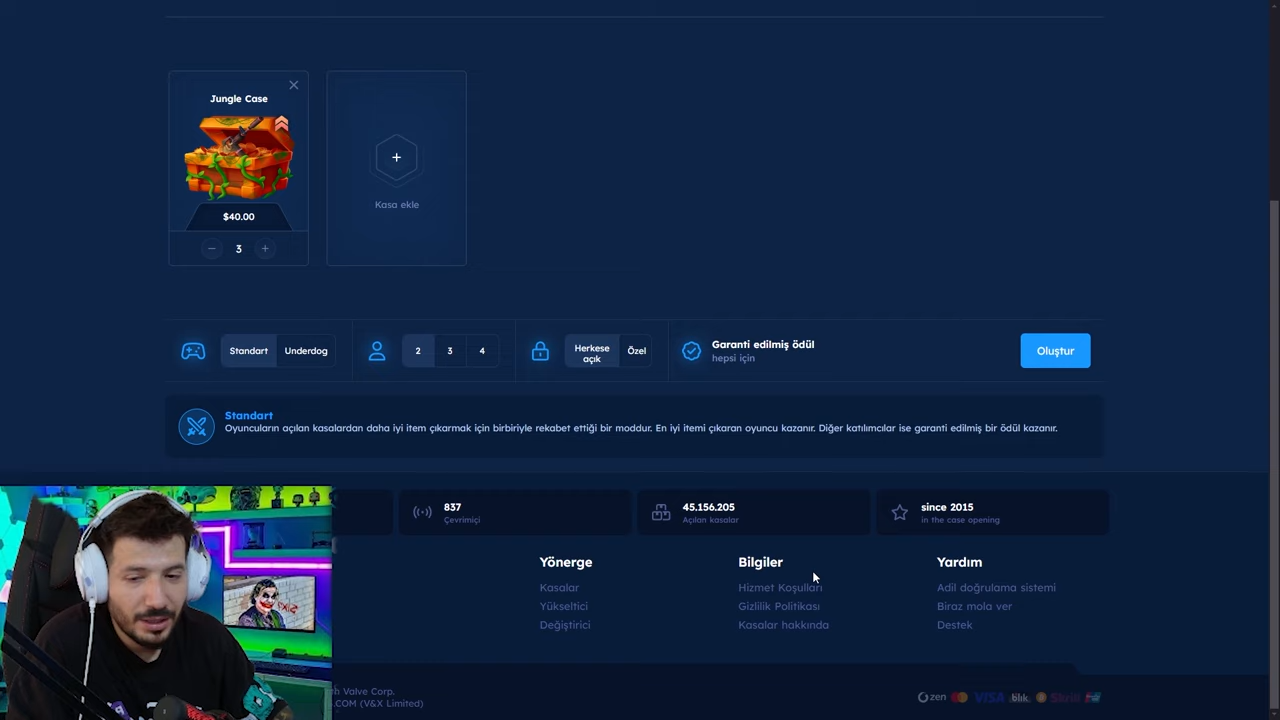 Jungle Case
$40.00
3
Kasa ekle
Standart
Underdog
2
3
4
Herkese
açık
Özel
Garanti edilmiş ödül
hepsi için
Oluştur
Standart
Oyuncuların açılan kasalardan daha iyi item çıkarmak için birbiriyle rekabet ettiği bir moddur. En iyi itemi çıkaran oyuncu kazanır. Diğer katılımcılar ise garanti edilmiş bir ödül kazanır.
837
Çevrimiçi
45.156.205
Açılan kasalar
since 2015
in the case opening
Yönerge
Kasalar
Yükseltici
Değiştirici
Bilgiler
Hizmet Koşulları
Gizlilik Politikası
Kasalar hakkında
Yardım
Adil doğrulama sistemi
Biraz mola ver
Destek
Valve Corp.
.COM (V&X Limited)
zen
VISA
blik
Skrill